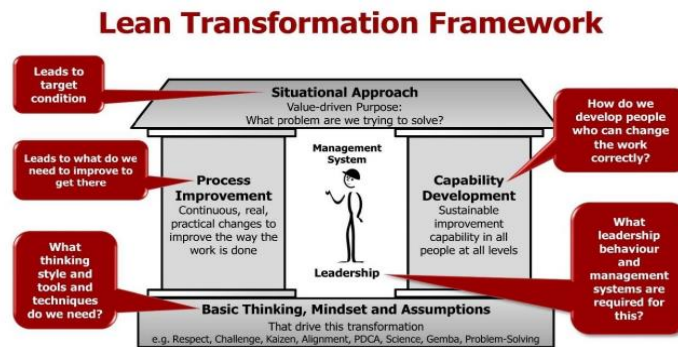 Lean Transformation Framework
Leads to
target
condition
Situational Approach
Value-driven Purpose:
What problem are we trying to solve?
How do we
develop people
who can change
the work
correctly?
Leads to what do we
need to improve to
get there
Management
System
Process
Improvement
Continuous, real,
practical changes to
improve the way the
work is done
Capability
Development
Sustainable
improvement
capability in all
people at all levels
What
thinking
style and
tools and
techniques
do we need?
Leadership
What
leadership
behaviour
and
management
systems are
required for
this?
Basic Thinking, Mindset and Assumptions
That drive this transformation
e.g. Respect, Challenge, Kaizen, Alignment, PDCA, Science, Gemba, Problem-Solving